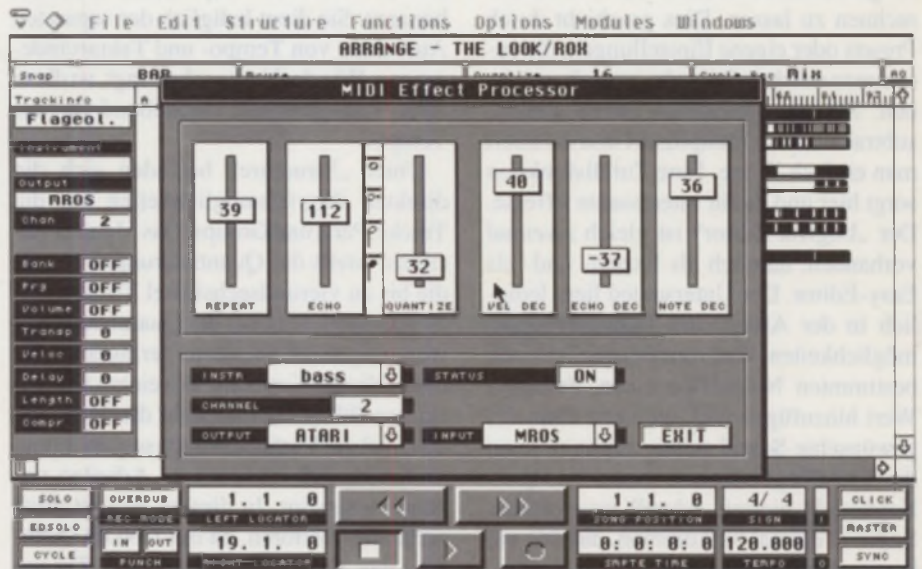 File Edit Structure Functions Options Modules Windows
ARRANGE - THE LOOK/ROX
Snap BAR Mouse Quantize 16 MIX
Trackinfo A
MIDI Effect Processor
Flageol.
Instrument
Output
MROS
Chan 2
Bank OFF
Prg OFF
Volume OFF
Transp 0
Veloc 0
Delay 0
Length OFF
Compr OFF
39 112 32 40 -37 36
REPEAT ECHO QUANTIZE VEL DEC ECHO DEC NOTE DEC
INSTR bass STATUS ON
CHANNEL 2
OUTPUT ATARI INPUT MROS EXIT
SOLO OVERDUB 1. 1. 0 1. 1. 0 4/ 4 CLICK
REC MODE LEFT LOCATOR SONG POSITION SIGN
EDSOLO MASTER
CYCLE IN OUT 19. 1. 0 0: 0: 0: 0 120.000 SYNC
PUNCH RIGHT LOCATOR SMPTE TIME TEMPO